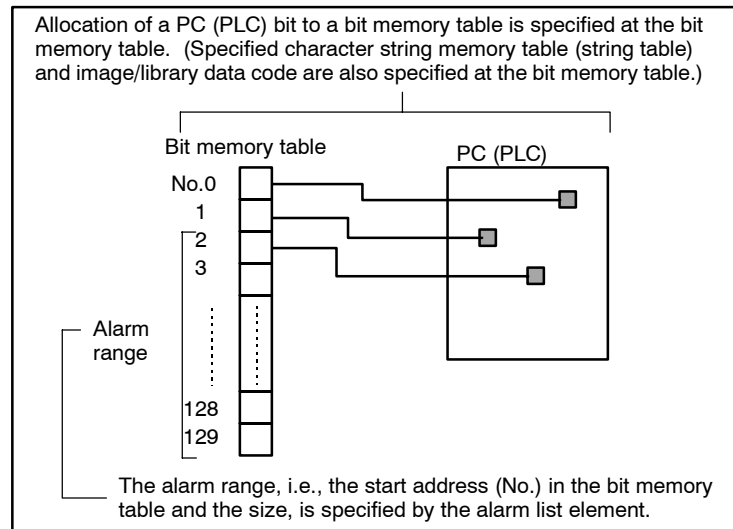 Allocation of a PC (PLC) bit to a bit memory table is specified at the bit
memory table.  (Specified character string memory table (string table)
and image/library data code are also specified at the bit memory table.)
Bit memory table
PC (PLC)
No.0
1
2
3
Alarm
range
128
129
The alarm range, i.e., the start address (No.) in the bit memory
table and the size, is specified by the alarm list element.